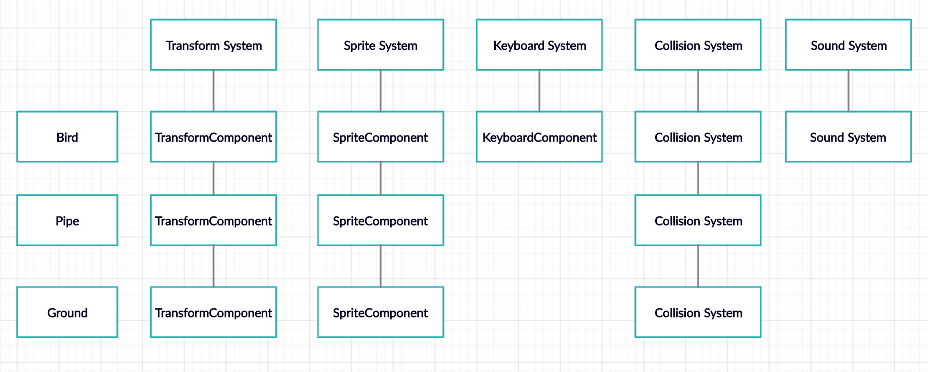 Transform System
Sprite System
Keyboard System
Collision System
Sound System
Bird
TransformComponent
SpriteComponent
KeyboardComponent
Collision System
Sound System
Pipe
TransformComponent
SpriteComponent
Collision System
Ground
TransformComponent
SpriteComponent
Collision System